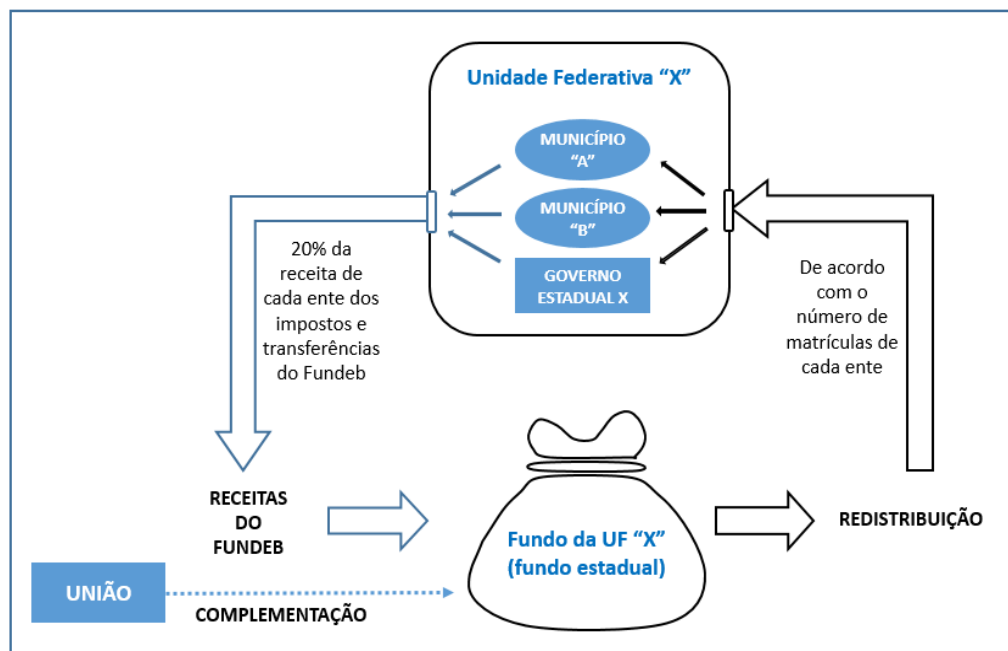 Unidade Federativa “X”
MUNICÍPIO
“A”
MUNICÍPIO
“B”
GOVERNO
ESTADUAL X
20% da
receita de
cada ente dos
impostos e
transferências
do Fundeb
De acordo
com o
número de
matrículas de
cada ente
RECEITAS
DO
FUNDEB
Fundo da UF “X”
(fundo estadual)
REDISTRIBUIÇÃO
UNIÃO
COMPLEMENTAÇÃO